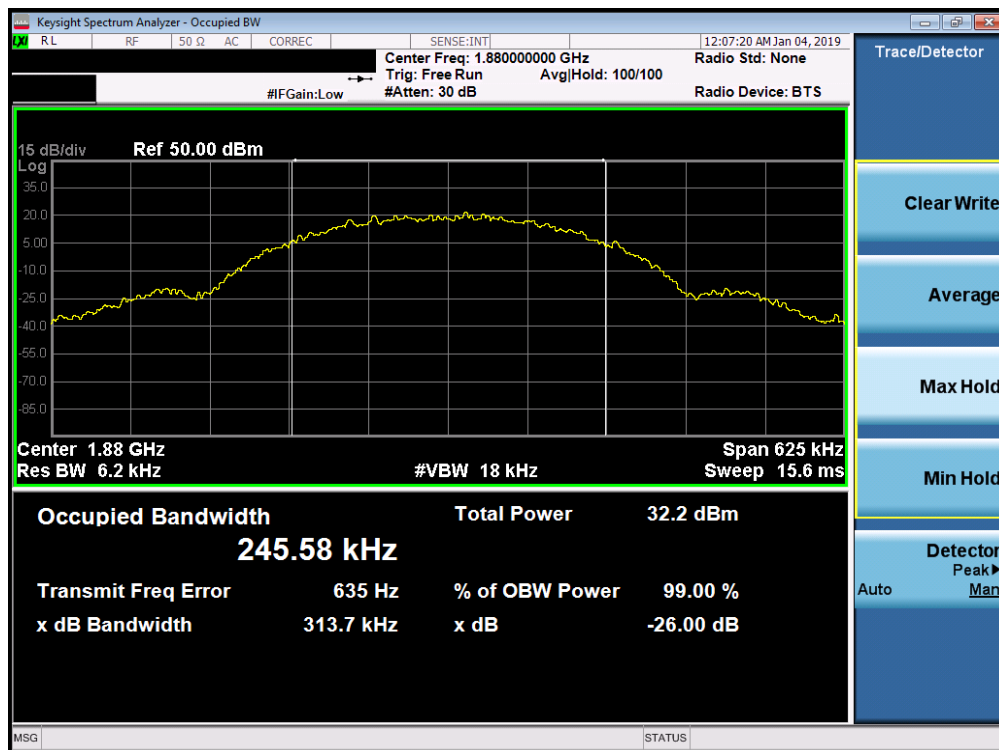 Keysight Spectrum Analyzer - Occupied BW
LXI RL RF 50 Ω AC CORREC SENSE:INT 12:07:20 AM Jan 04, 2019
Center Freq: 1.880000000 GHz Radio Std: None
Trig: Free Run Avg|Hold: 100/100
#IFGain:Low #Atten: 30 dB Radio Device: BTS
15 dB/div Ref 50.00 dBm
Log
35.0
20.0
5.00
-10.0
-25.0
-40.0
-55.0
-70.0
-85.0
Center 1.88 GHz Span 625 kHz
Res BW 6.2 kHz #VBW 18 kHz Sweep 15.6 ms
Occupied Bandwidth Total Power 32.2 dBm
245.58 kHz
Transmit Freq Error 635 Hz % of OBW Power 99.00 %
x dB Bandwidth 313.7 kHz x dB -26.00 dB
MSG STATUS
Trace/Detector
Clear Write
Average
Max Hold
Min Hold
Detector
Peak▶
Auto Man